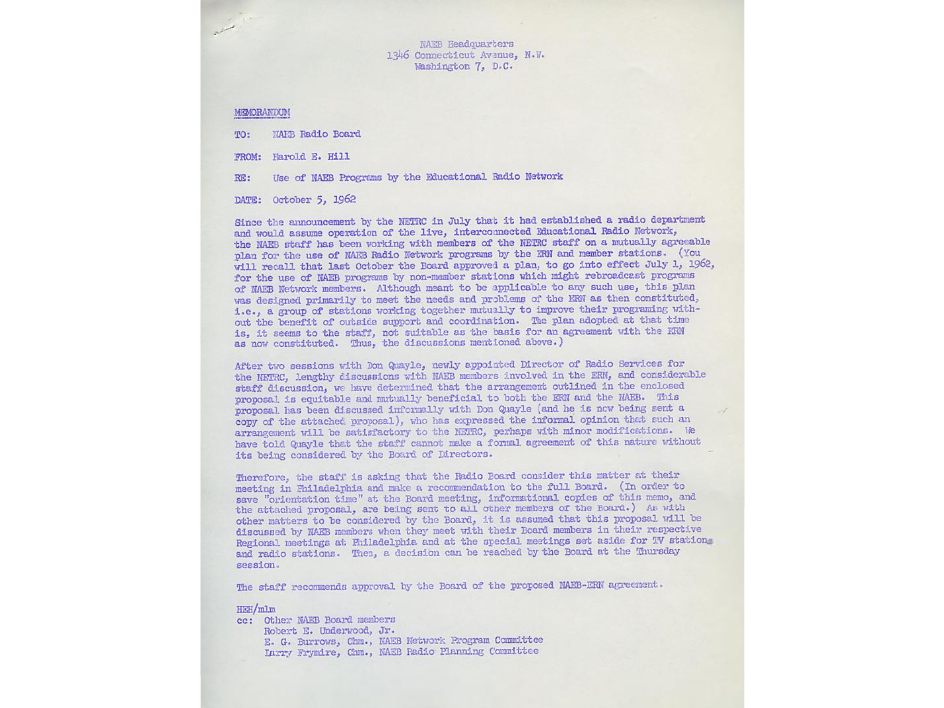 NAEB Headquarters
1346 Connecticut Avenue, N.W.
Washington 7, D.C.
MEMORANDUM
TO: NAEB Radio Board
FROM: Harold E. Hill
RE: Use of NAEB Programs by the Educational Radio Network
DATE: October 5, 1962
Since the announcement by the NETRC in July that it had established a radio department
and would assume operation of the live, interconnected Educational Radio Network,
the NAEB staff has been working with members of the NETRC staff on a mutually agreeable
plan for the use of NAEB Radio Network programs by the ERN and member stations. (You
will recall that last October the Board approved a plan, to go into effect July 1, 1962,
for the use of NAEB programs by non-member stations which might rebroadcast programs
of NAEB Network members. Although meant to be applicable to any such use, this plan
was designed primarily to meet the needs and problems of the ERN as then constituted,
i.e., a group of stations working together mutually to improve their programing with-
out the benefit of outside support and coordination. The plan adopted at that time
is, it seems to the staff, not suitable as the basis for an agreement with the ERN
as now constituted. Thus, the discussions mentioned above.)
After two sessions with Don Quayle, newly appointed Director of Radio Services for
the NETRC, lengthy discussions with NAEB members involved in the ERN, and considerable
staff discussion, we have determined that the arrangement outlined in the enclosed
proposal is equitable and mutually beneficial to both the ERN and the NAEB. This
proposal has been discussed informally with Don Quayle (and he is now being sent a
copy of the attached proposal), who has expressed the informal opinion that such an
arrangement will be satisfactory to the NETRC, perhaps with minor modifications. We
have told Quayle that the staff cannot make a formal agreement of this nature without
its being considered by the Board of Directors.
Therefore, the staff is asking that the Radio Board consider this matter at their
meeting in Philadelphia and make a recommendation to the full Board. (In order to
save "orientation time" at the Board meeting, informational copies of this memo, and
the attached proposal, are being sent to all other members of the Board.) As with
other matters to be considered by the Board, it is assumed that this proposal will be
discussed by NAEB members when they meet with their Board members in their respective
Regional meetings at Philadelphia and at the special meetings set aside for TV stations
and radio stations. Then, a decision can be reached by the Board at the Thursday
session.
The staff recommends approval by the Board of the proposed NAEB-ERN agreement.
HEH/mlm
cc: Other NAEB Board members
Robert E. Underwood, Jr.
E. G. Burrows, Chm., NAEB Network Program Committee
Larry Frymire, Chm., NAEB Radio Planning Committee